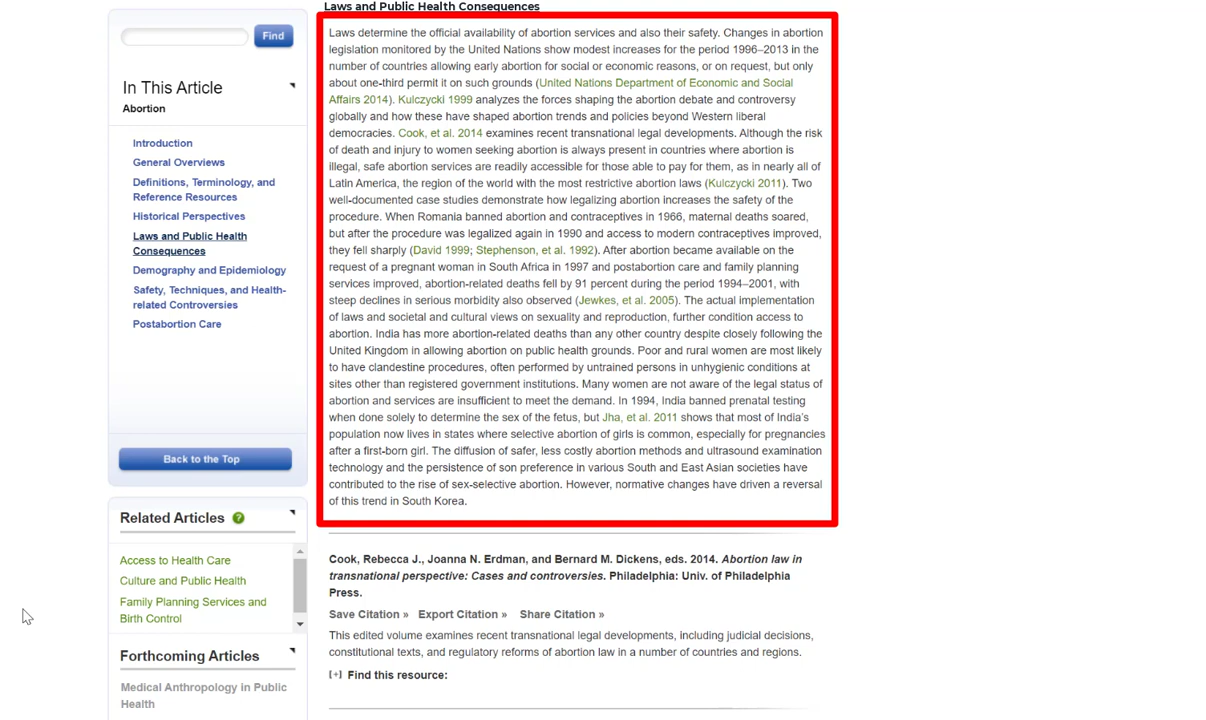 Find
In This Article
Abortion
Introduction
General Overviews
Definitions, Terminology, and
Reference Resources
Historical Perspectives
Laws and Public Health
Consequences
Demography and Epidemiology
Safety, Techniques, and Health-
related Controversies
Postabortion Care
Back to the Top
Related Articles ?
Access to Health Care
Culture and Public Health
Family Planning Services and
Birth Control
Forthcoming Articles
Medical Anthropology in Public
Health
Laws and Public Health Consequences
Laws determine the official availability of abortion services and also their safety. Changes in abortion
legislation monitored by the United Nations show modest increases for the period 1996–2013 in the
number of countries allowing early abortion for social or economic reasons, or on request, but only
about one-third permit it on such grounds (United Nations Department of Economic and Social
Affairs 2014). Kulczycki 1999 analyzes the forces shaping the abortion debate and controversy
globally and how these have shaped abortion trends and policies beyond Western liberal
democracies. Cook, et al. 2014 examines recent transnational legal developments. Although the risk
of death and injury to women seeking abortion is always present in countries where abortion is
illegal, safe abortion services are readily accessible for those able to pay for them, as in nearly all of
Latin America, the region of the world with the most restrictive abortion laws (Kulczycki 2011). Two
well-documented case studies demonstrate how legalizing abortion increases the safety of the
procedure. When Romania banned abortion and contraceptives in 1966, maternal deaths soared,
but after the procedure was legalized again in 1990 and access to modern contraceptives improved,
they fell sharply (David 1999; Stephenson, et al. 1992). After abortion became available on the
request of a pregnant woman in South Africa in 1997 and postabortion care and family planning
services improved, abortion-related deaths fell by 91 percent during the period 1994–2001, with
steep declines in serious morbidity also observed (Jewkes, et al. 2005). The actual implementation
of laws and societal and cultural views on sexuality and reproduction, further condition access to
abortion. India has more abortion-related deaths than any other country despite closely following the
United Kingdom in allowing abortion on public health grounds. Poor and rural women are most likely
to have clandestine procedures, often performed by untrained persons in unhygienic conditions at
sites other than registered government institutions. Many women are not aware of the legal status of
abortion and services are insufficient to meet the demand. In 1994, India banned prenatal testing
when done solely to determine the sex of the fetus, but Jha, et al. 2011 shows that most of India's
population now lives in states where selective abortion of girls is common, especially for pregnancies
after a first-born girl. The diffusion of safer, less costly abortion methods and ultrasound examination
technology and the persistence of son preference in various South and East Asian societies have
contributed to the rise of sex-selective abortion. However, normative changes have driven a reversal
of this trend in South Korea.
Cook, Rebecca J., Joanna N. Erdman, and Bernard M. Dickens, eds. 2014. Abortion law in
transnational perspective: Cases and controversies. Philadelphia: Univ. of Philadelphia
Press.
Save Citation » Export Citation » Share Citation »
This edited volume examines recent transnational legal developments, including judicial decisions,
constitutional texts, and regulatory reforms of abortion law in a number of countries and regions.
[+] Find this resource: